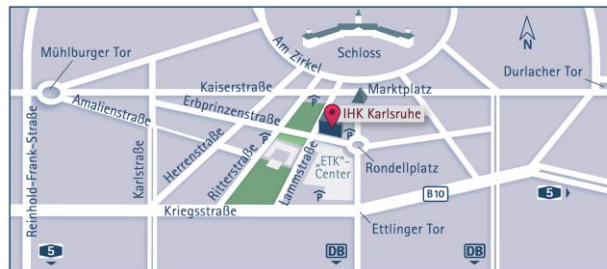 Mühlburger Tor
Am Zirkel
Schloss
N
Durlacher Tor
Kaiserstraße
Marktplatz
Amalienstraße
Erbprinzenstraße
P
IHK Karlsruhe
P
P
Reinhold-Frank-Straße
Karlstraße
Herrenstraße
Ritterstraße
Lammstraße
„ETK“-
Center
P
Rondellplatz
Kriegsstraße
B 10
5
Ettlinger Tor
5
DB
DB